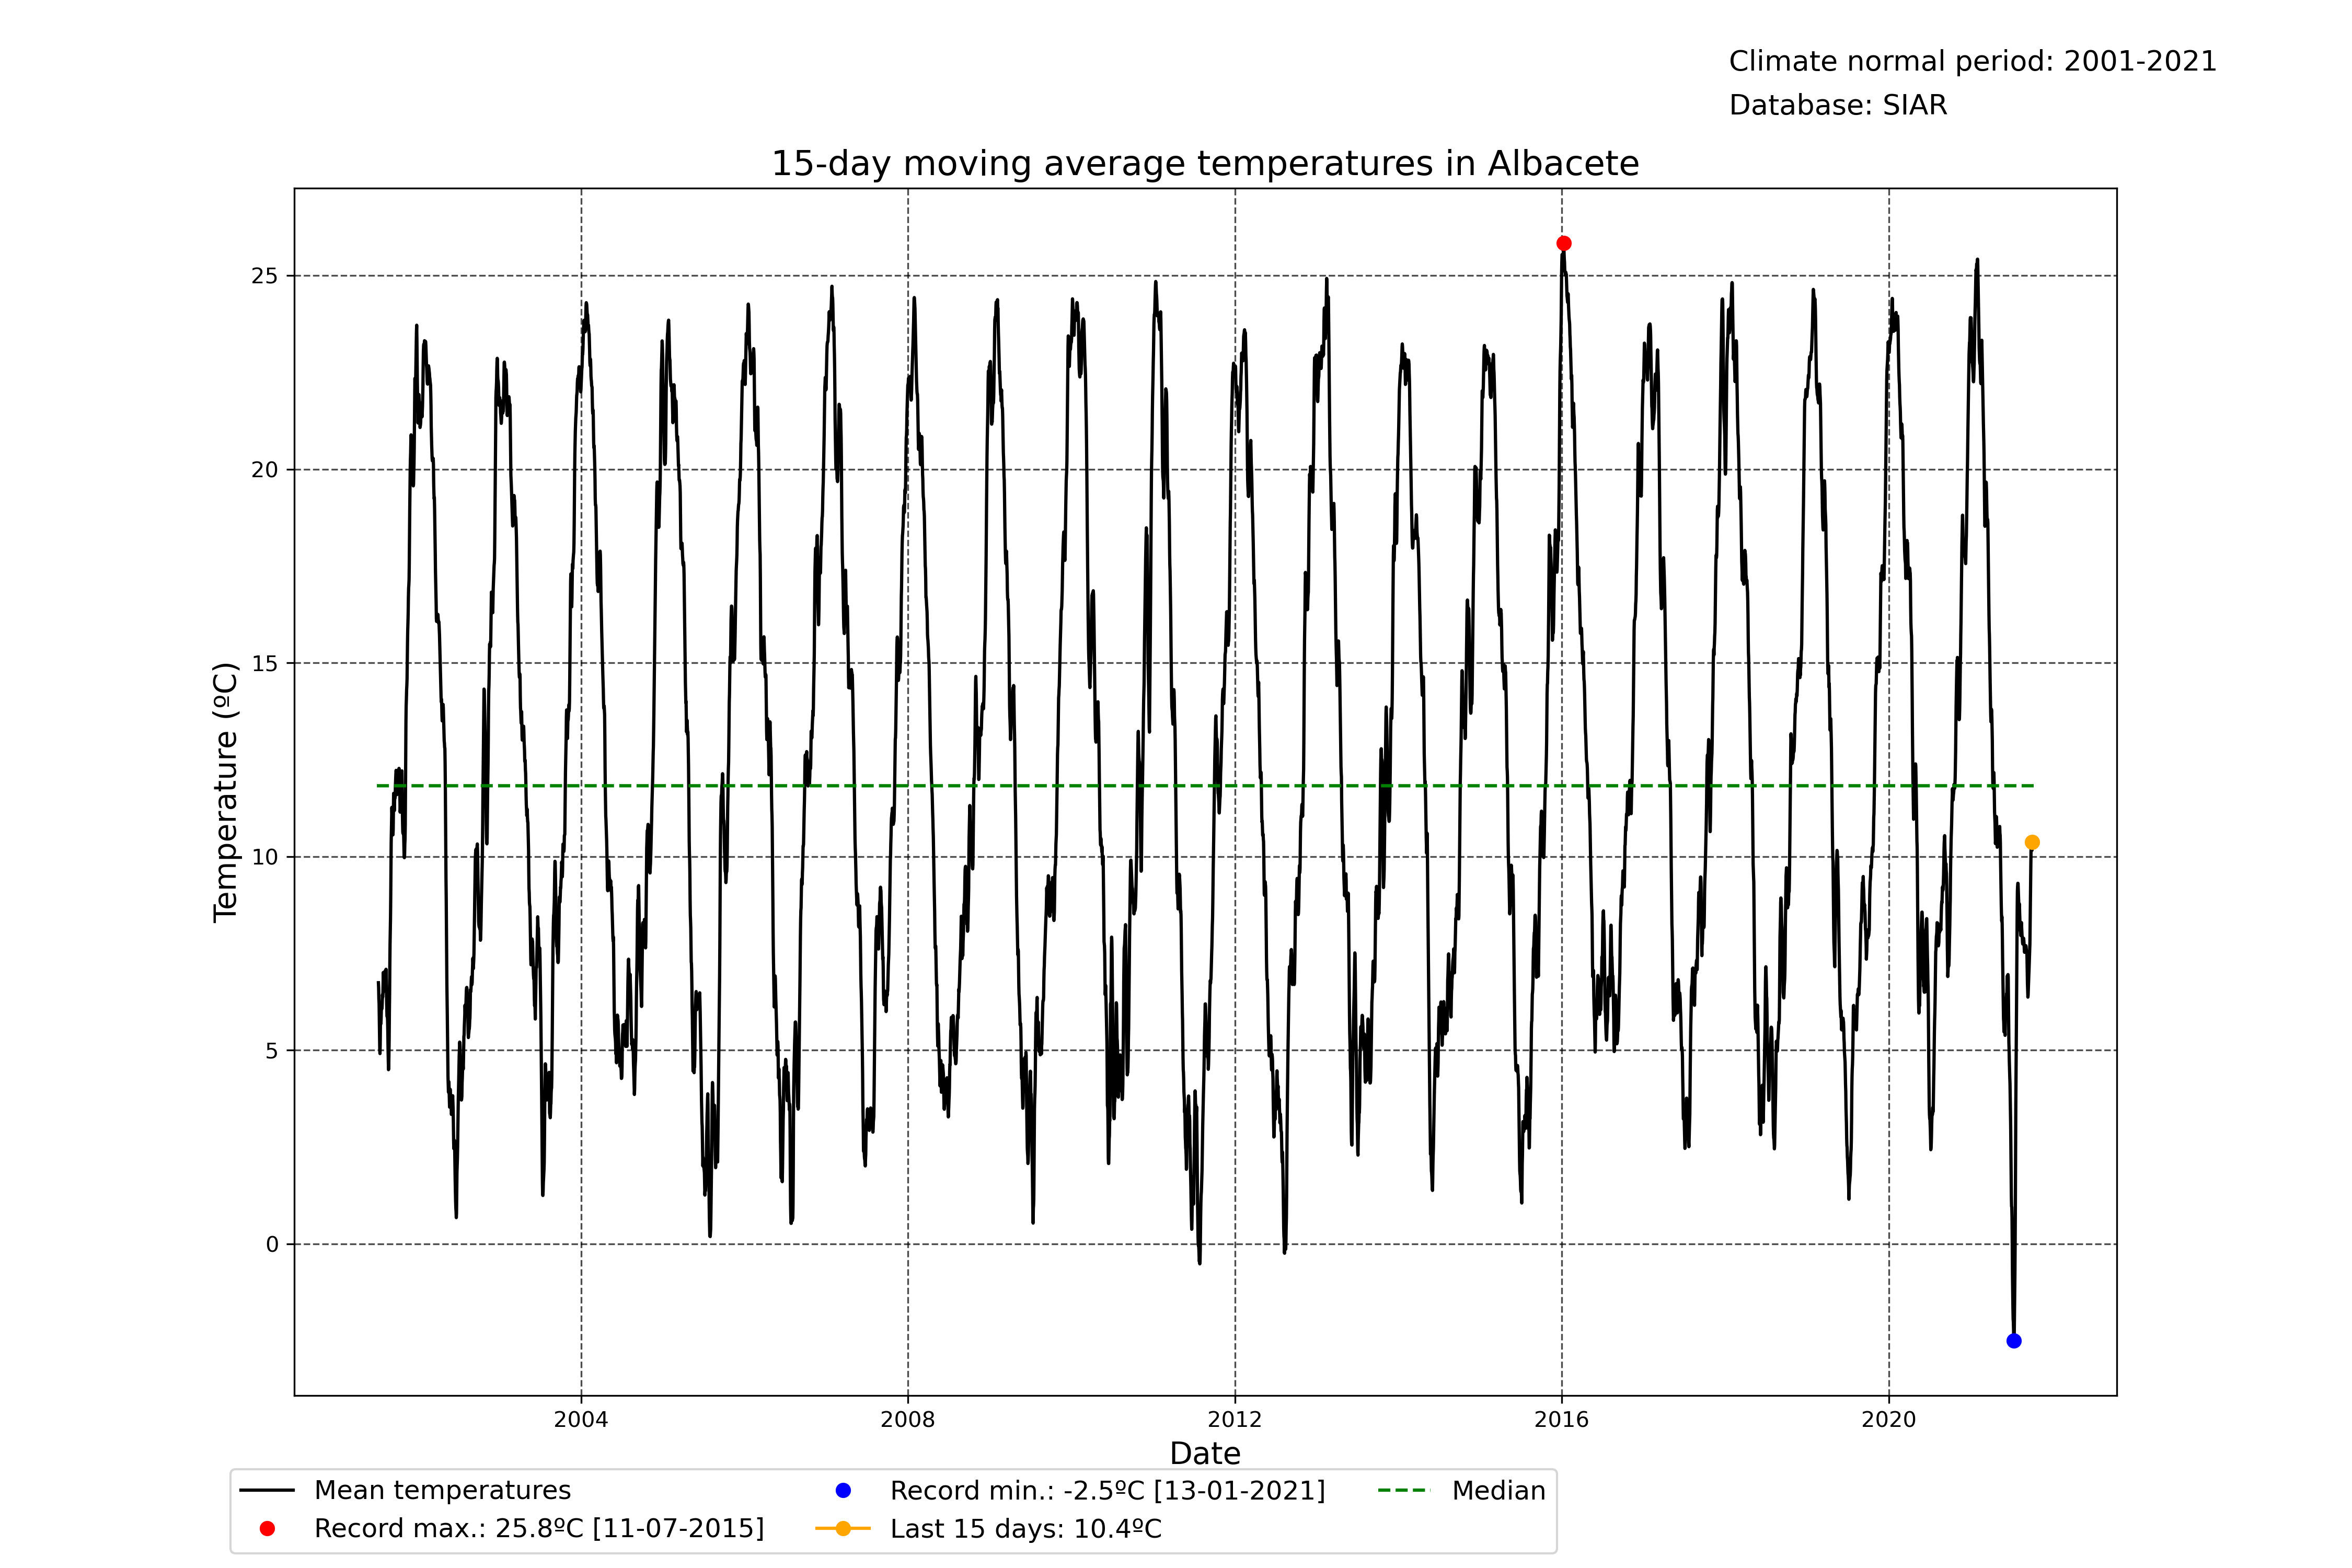 Climate normal period: 2001-2021
Database: SIAR
15-day moving average temperatures in Albacete
Temperature (ºC)
25
20
15
10
5
0
2004 2008 2012 2016 2020
Date
Mean temperatures
Record max.: 25.8ºC [11-07-2015]
Record min.: -2.5ºC [13-01-2021]
Last 15 days: 10.4ºC
Median